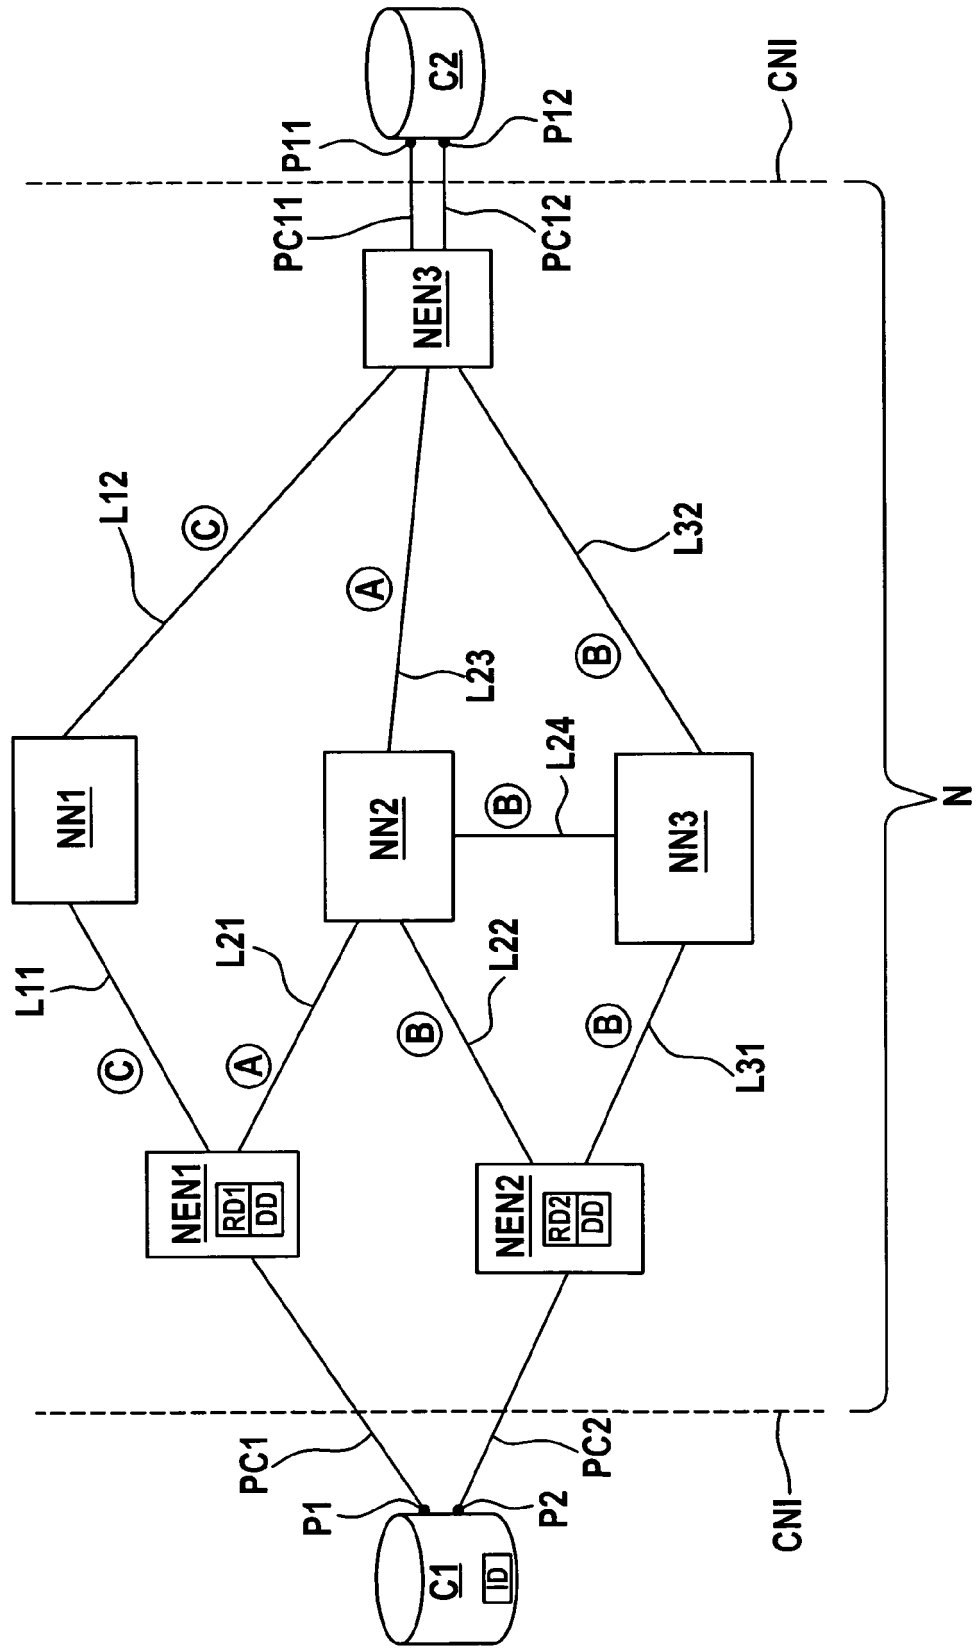 C1
ID
P1
P2
PC1
PC2
CNI
NEN1
RD1
DD
NEN2
RD2
DD
C
L11
A
L21
B
L22
B
L31
NN1
NN2
NN3
B
L24
L12
C
A
L23
B
L32
NEN3
PC11
PC12
P11
P12
C2
CNI
N